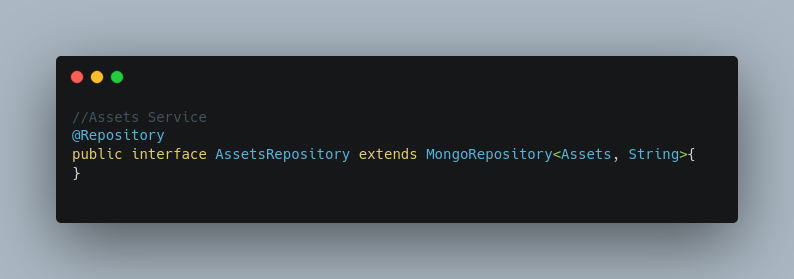 //Assets Service
@Repository
public interface AssetsRepository extends MongoRepository<Assets, String>{
}